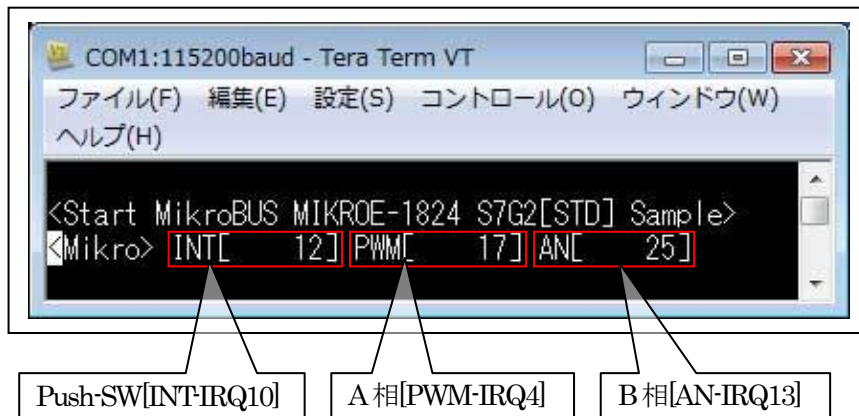 COM1:115200baud - Tera Term VT
ファイル(F) 編集(E) 設定(S) コントロール(O) ウィンドウ(W)
ヘルプ(H)
<Start MikroBUS MIKROE-1824 S7G2[STD] Sample>
<Mikro> INT[ 12] PWM[ 17] AN[ 25]
Push-SW[INT-IRQ10]
A相[PWM-IRQ4]
B相[AN-IRQ13]